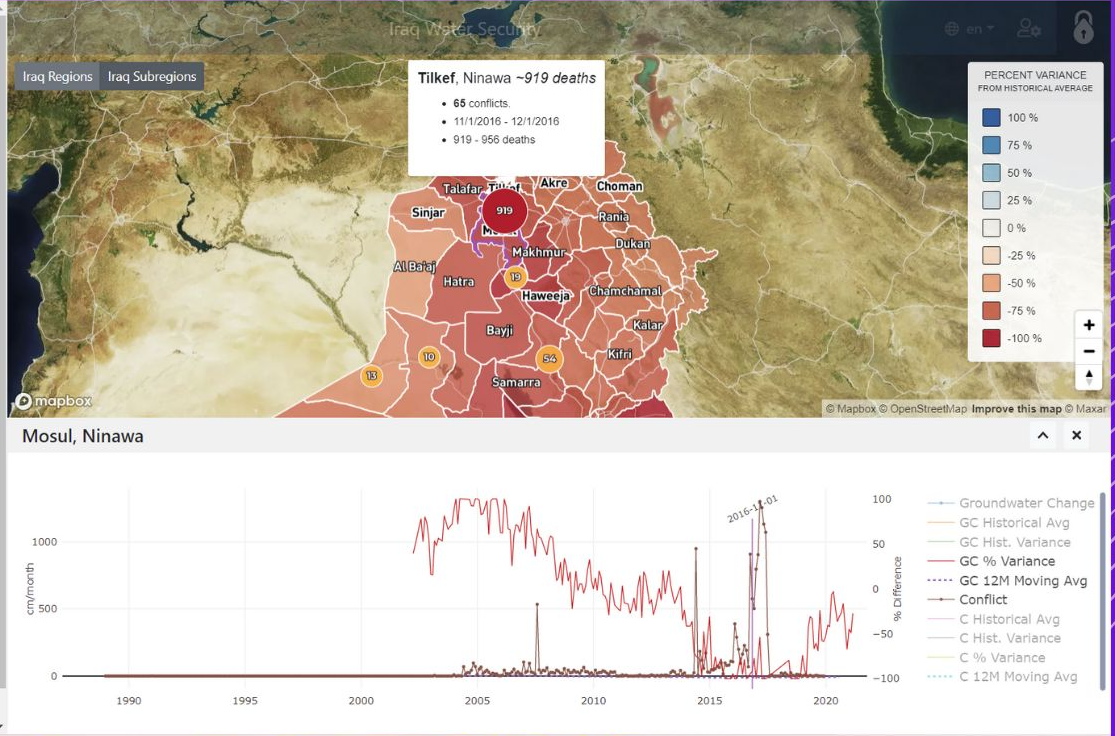 Iraq Water Security
en
Iraq Regions
Iraq Subregions
Tilkef, Ninawa ~919 deaths
65 conflicts.
11/1/2016 - 12/1/2016
919 - 956 deaths
PERCENT VARIANCE
FROM HISTORICAL AVERAGE
100 %
75 %
50 %
25 %
0 %
-25 %
-50 %
-75 %
-100 %
Talafar
Tilkef
Akre
Choman
Sinjar
919
Rania
Makhmur
Dukan
Al Ba'aj
Hatra
19
Haweeja
Chamchamal
Bayji
Kalar
10
54
Kifri
13
Samarra
mapbox
© Mapbox © OpenStreetMap Improve this map © Maxar
Mosul, Ninawa
2016-11-01
1000
500
0
cm/month
100
50
0
−50
−100
% Difference
1990
1995
2000
2005
2010
2015
2020
Groundwater Change
GC Historical Avg
GC Hist. Variance
GC % Variance
GC 12M Moving Avg
Conflict
C Historical Avg
C Hist. Variance
C % Variance
C 12M Moving Avg